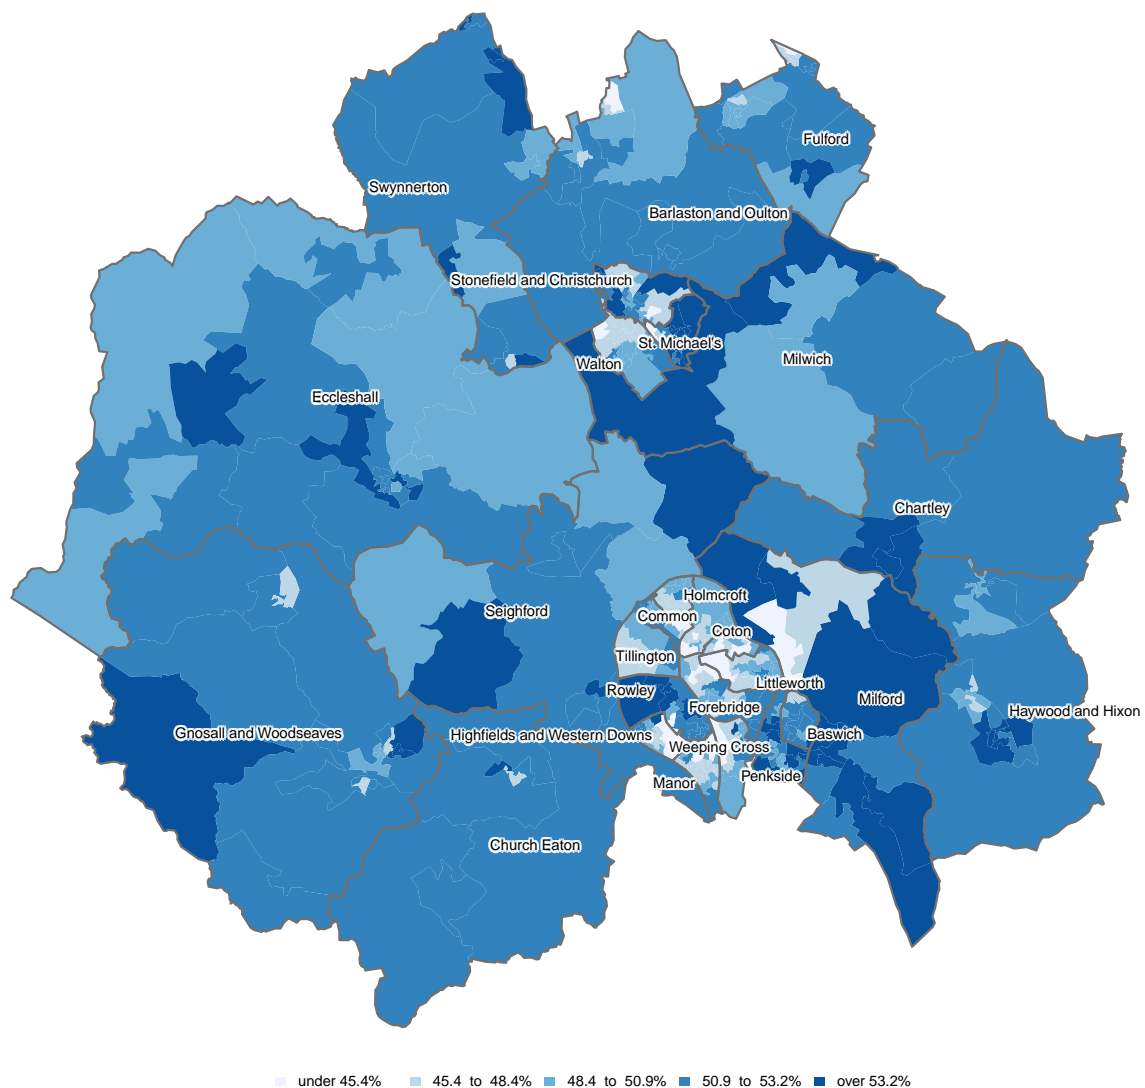 Fulford
Swynnerton
Barlaston and Oulton
Stonefield and Christchurch
St. Michael's
Walton
Milwich
Eccleshall
Chartley
Holmcroft
Seighford
Common
Coton
Tillington
Littleworth
Rowley
Milford
Forebridge
Haywood and Hixon
Gnosall and Woodseaves
Highfields and Western Downs
Baswich
Weeping Cross
Penkside
Manor
Church Eaton
under 45.4%  45.4 to 48.4%  48.4 to 50.9%  50.9 to 53.2%  over 53.2%